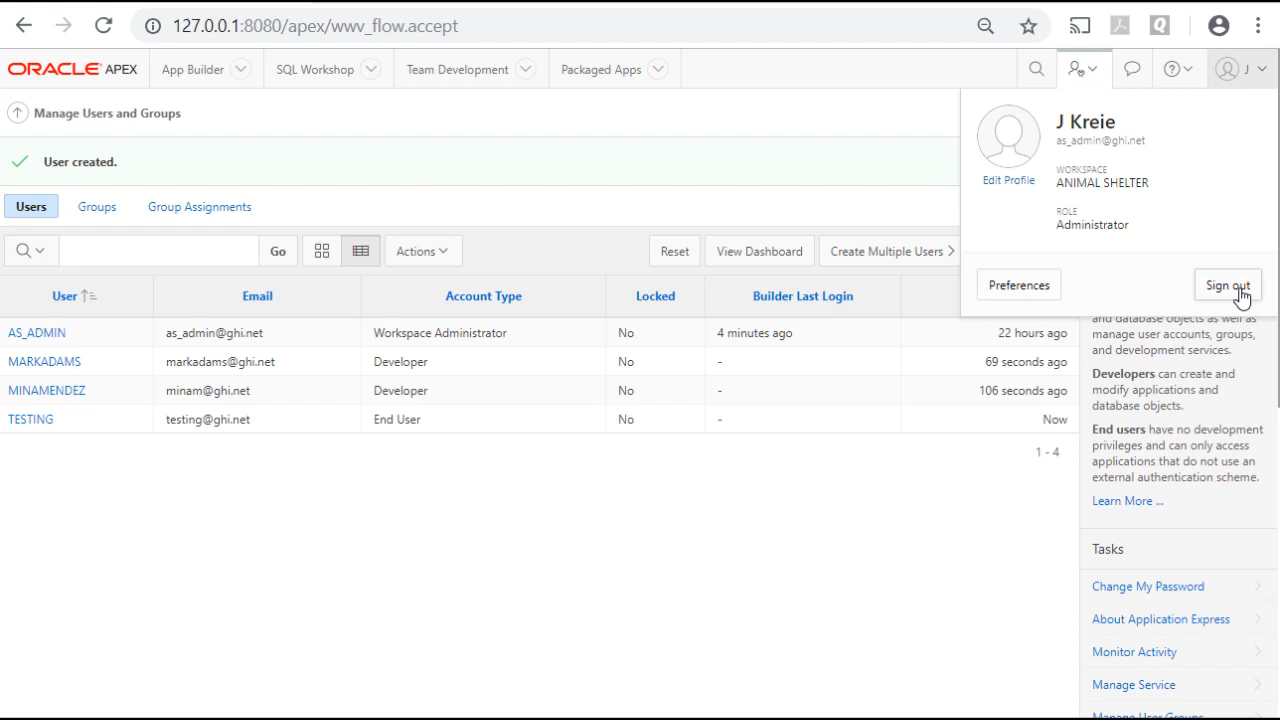 127.0.0.1:8080/apex/wwv_flow.accept
ORACLE APEX
App Builder
SQL Workshop
Team Development
Packaged Apps
J
Manage Users and Groups
J Kreie
as_admin@ghi.net
Edit Profile
WORKSPACE
ANIMAL SHELTER
ROLE
Administrator
Preferences
Sign out
User created.
Users
Groups
Group Assignments
Go
Actions
Reset
View Dashboard
Create Multiple Users
User
Email
Account Type
Locked
Builder Last Login
AS_ADMIN as_admin@ghi.net Workspace Administrator No 4 minutes ago 22 hours ago
MARKADAMS markadams@ghi.net Developer No - 69 seconds ago
MINAMENDEZ minam@ghi.net Developer No - 106 seconds ago
TESTING testing@ghi.net End User No - Now
1 - 4
and database objects as well as
manage user accounts, groups,
and development services.
Developers can create and
modify applications and
database objects.
End users have no development
privileges and can only access
applications that do not use an
external authentication scheme.
Learn More ...
Tasks
Change My Password
About Application Express
Monitor Activity
Manage Service
Manage User Groups